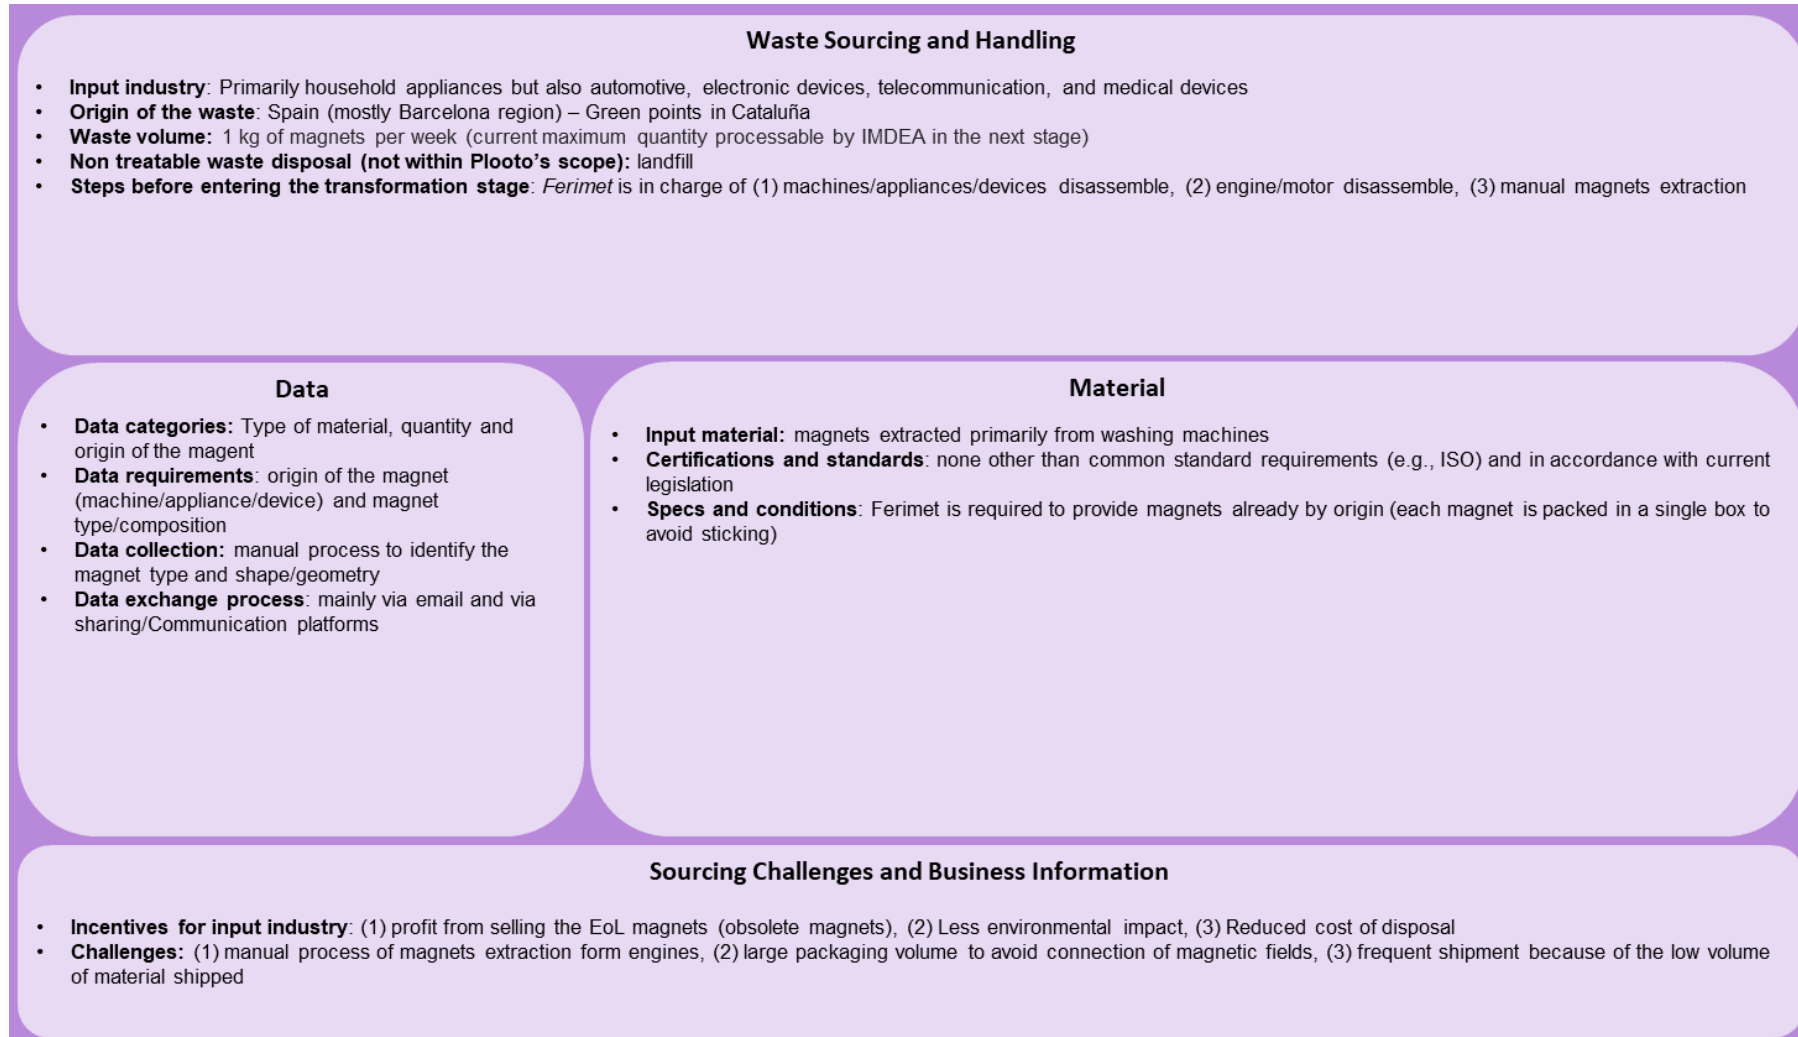 Waste Sourcing and Handling
• Input industry: Primarily household appliances but also automotive, electronic devices, telecommunication, and medical devices
• Origin of the waste: Spain (mostly Barcelona region) – Green points in Cataluña
• Waste volume: 1 kg of magnets per week (current maximum quantity processable by IMDEA in the next stage)
• Non treatable waste disposal (not within Plooto’s scope): landfill
• Steps before entering the transformation stage: Ferimet is in charge of (1) machines/appliances/devices disassemble, (2) engine/motor disassemble, (3) manual magnets extraction
Data
• Data categories: Type of material, quantity and
origin of the magent
• Data requirements: origin of the magnet
(machine/appliance/device) and magnet
type/composition
• Data collection: manual process to identify the
magnet type and shape/geometry
• Data exchange process: mainly via email and via
sharing/Communication platforms
Material
• Input material: magnets extracted primarily from washing machines
• Certifications and standards: none other than common standard requirements (e.g., ISO) and in accordance with current
legislation
• Specs and conditions: Ferimet is required to provide magnets already by origin (each magnet is packed in a single box to
avoid sticking)
Sourcing Challenges and Business Information
• Incentives for input industry: (1) profit from selling the EoL magnets (obsolete magnets), (2) Less environmental impact, (3) Reduced cost of disposal
• Challenges: (1) manual process of magnets extraction form engines, (2) large packaging volume to avoid connection of magnetic fields, (3) frequent shipment because of the low volume
of material shipped